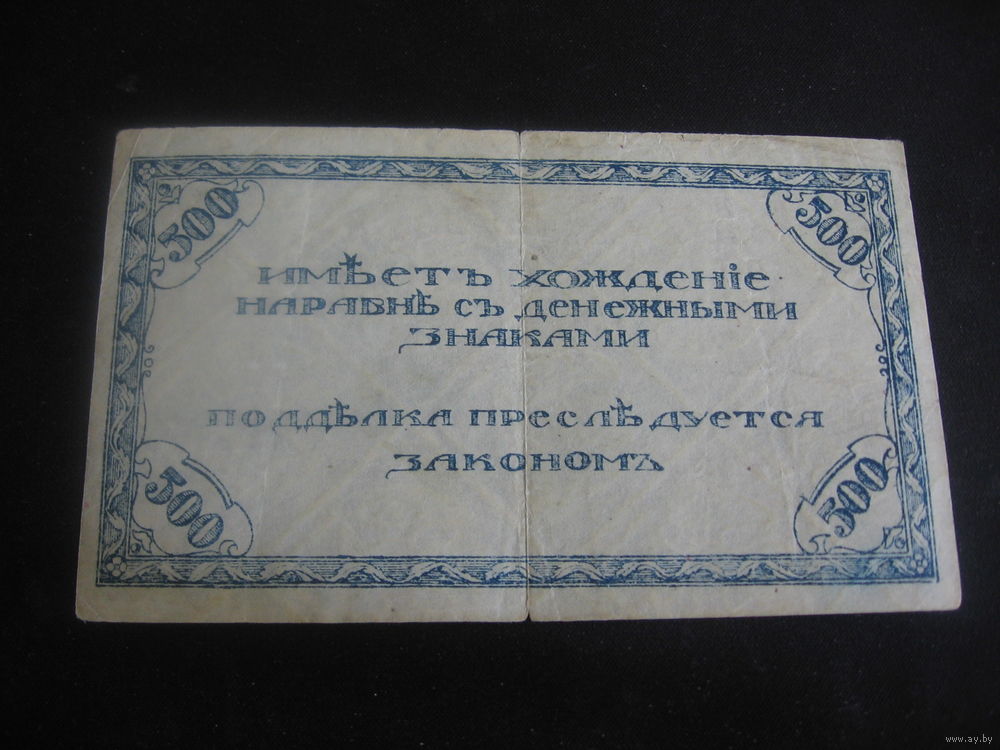 500 500
имѣетъ хожденіе
наравнѣ съ денежными
знаками
поддѣлка преслѣдуется
закономъ
500 500
www.ay.by